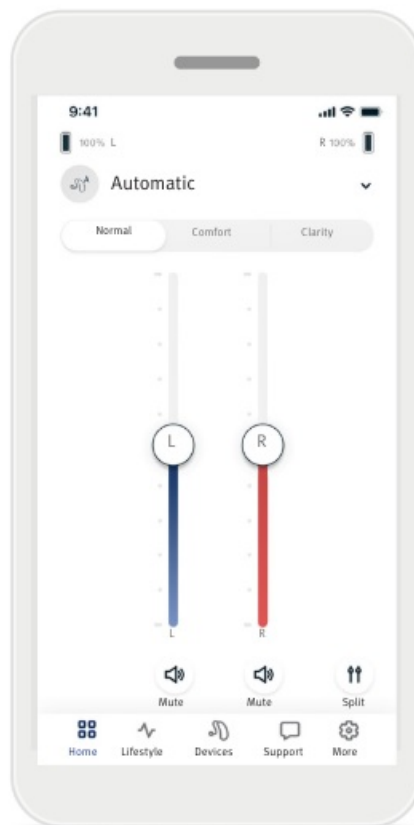 9:41
100% L R 100%
Automatic
Normal Comfort Clarity
L R
L R
Mute Mute Split
Home Lifestyle Devices Support More